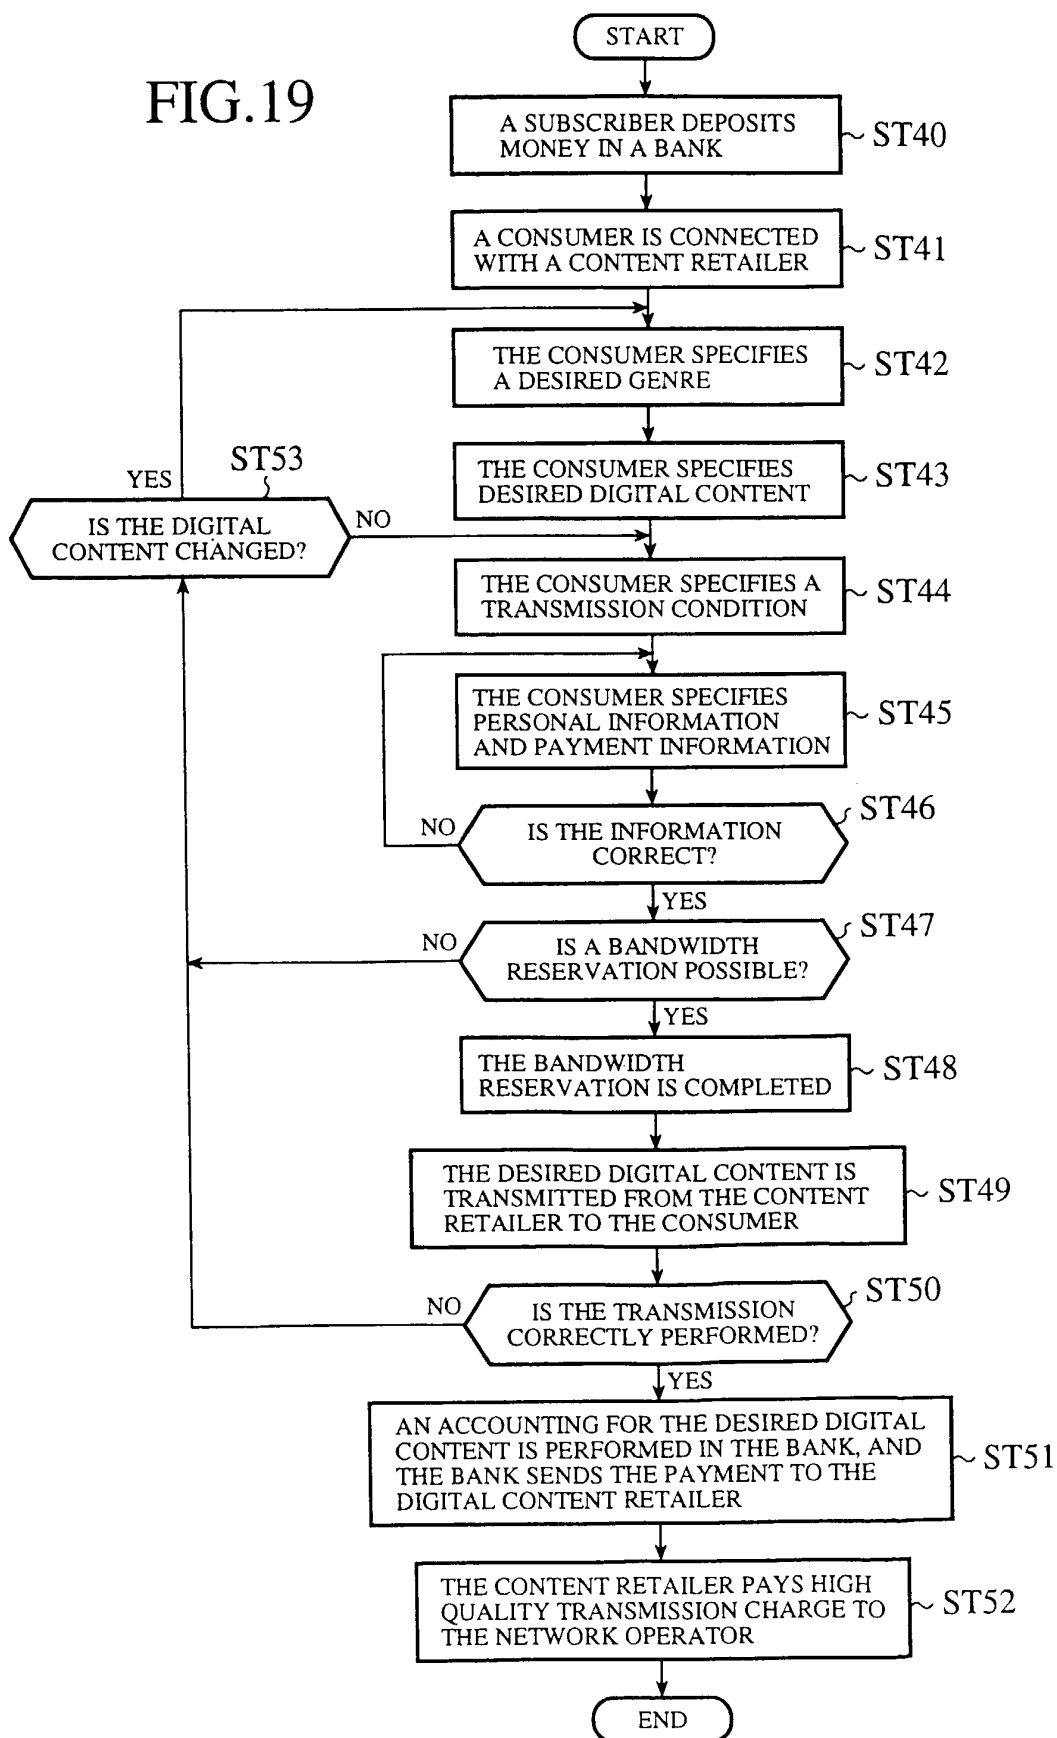 START
FIG.19
A SUBSCRIBER DEPOSITS
MONEY IN A BANK
ST40
A CONSUMER IS CONNECTED
WITH A CONTENT RETAILER
ST41
THE CONSUMER SPECIFIES
A DESIRED GENRE
ST42
THE CONSUMER SPECIFIES
DESIRED DIGITAL CONTENT
ST43
ST53
YES
IS THE DIGITAL
CONTENT CHANGED?
NO
THE CONSUMER SPECIFIES A
TRANSMISSION CONDITION
ST44
THE CONSUMER SPECIFIES
PERSONAL INFORMATION
AND PAYMENT INFORMATION
ST45
IS THE INFORMATION
CORRECT?
ST46
NO
YES
IS A BANDWIDTH
RESERVATION POSSIBLE?
ST47
NO
YES
THE BANDWIDTH
RESERVATION IS COMPLETED
ST48
THE DESIRED DIGITAL CONTENT IS
TRANSMITTED FROM THE CONTENT
RETAILER TO THE CONSUMER
ST49
IS THE TRANSMISSION
CORRECTLY PERFORMED?
ST50
NO
YES
AN ACCOUNTING FOR THE DESIRED DIGITAL
CONTENT IS PERFORMED IN THE BANK, AND
THE BANK SENDS THE PAYMENT TO THE
DIGITAL CONTENT RETAILER
ST51
THE CONTENT RETAILER PAYS HIGH
QUALITY TRANSMISSION CHARGE TO
THE NETWORK OPERATOR
ST52
END